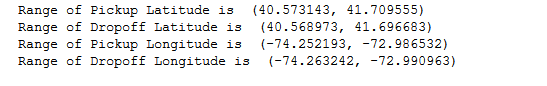 Range of Pickup Latitude is  (40.573143, 41.709555)
Range of Dropoff Latitude is  (40.568973, 41.696683)
Range of Pickup Longitude is  (-74.252193, -72.986532)
Range of Dropoff Longitude is  (-74.263242, -72.990963)